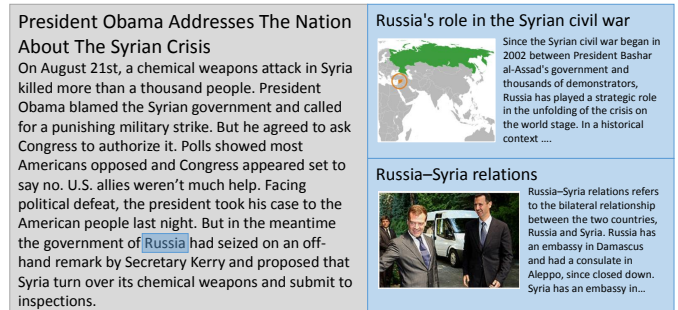 President Obama Addresses The Nation
About The Syrian Crisis
On August 21st, a chemical weapons attack in Syria
killed more than a thousand people. President
Obama blamed the Syrian government and called
for a punishing military strike. But he agreed to ask
Congress to authorize it. Polls showed most
Americans opposed and Congress appeared set to
say no. U.S. allies weren't much help. Facing
political defeat, the president took his case to the
American people last night. But in the meantime
the government of Russia had seized on an off-
hand remark by Secretary Kerry and proposed that
Syria turn over its chemical weapons and submit to
inspections.
Russia's role in the Syrian civil war
Since the Syrian civil war began in
2002 between President Bashar
al-Assad's government and
thousands of demonstrators,
Russia has played a strategic role
in the unfolding of the crisis on
the world stage. In a historical
context ....
Russia–Syria relations
Russia–Syria relations refers
to the bilateral relationship
between the two countries,
Russia and Syria. Russia has
an embassy in Damascus
and had a consulate in
Aleppo, since closed down.
Syria has an embassy in...